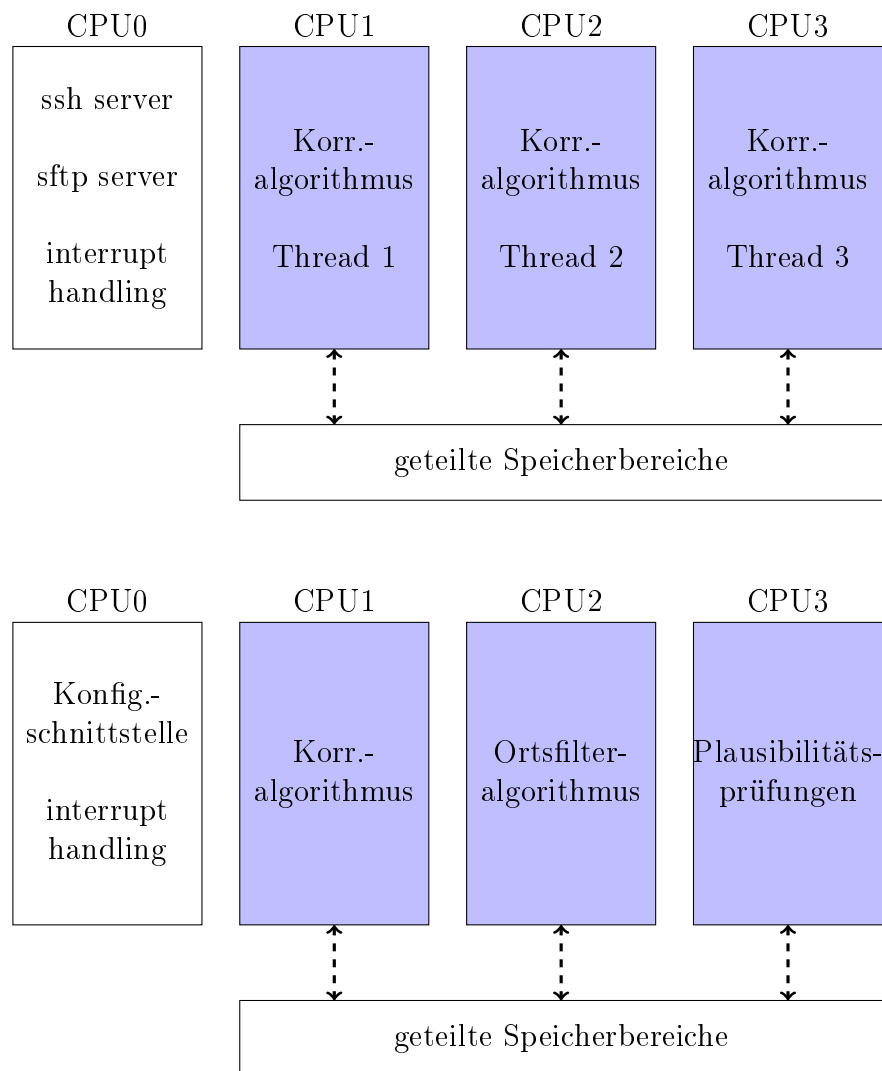 CPU0
CPU1
CPU2
CPU3
ssh server
sftp server
interrupt
handling
Korr.-
algorithmus
Thread 1
Korr.-
algorithmus
Thread 2
Korr.-
algorithmus
Thread 3
geteilte Speicherbereiche
CPU0
CPU1
CPU2
CPU3
Konfig.-
schnittstelle
interrupt
handling
Korr.-
algorithmus
Ortsfilter-
algorithmus
Plausibilitäts-
prüfungen
geteilte Speicherbereiche